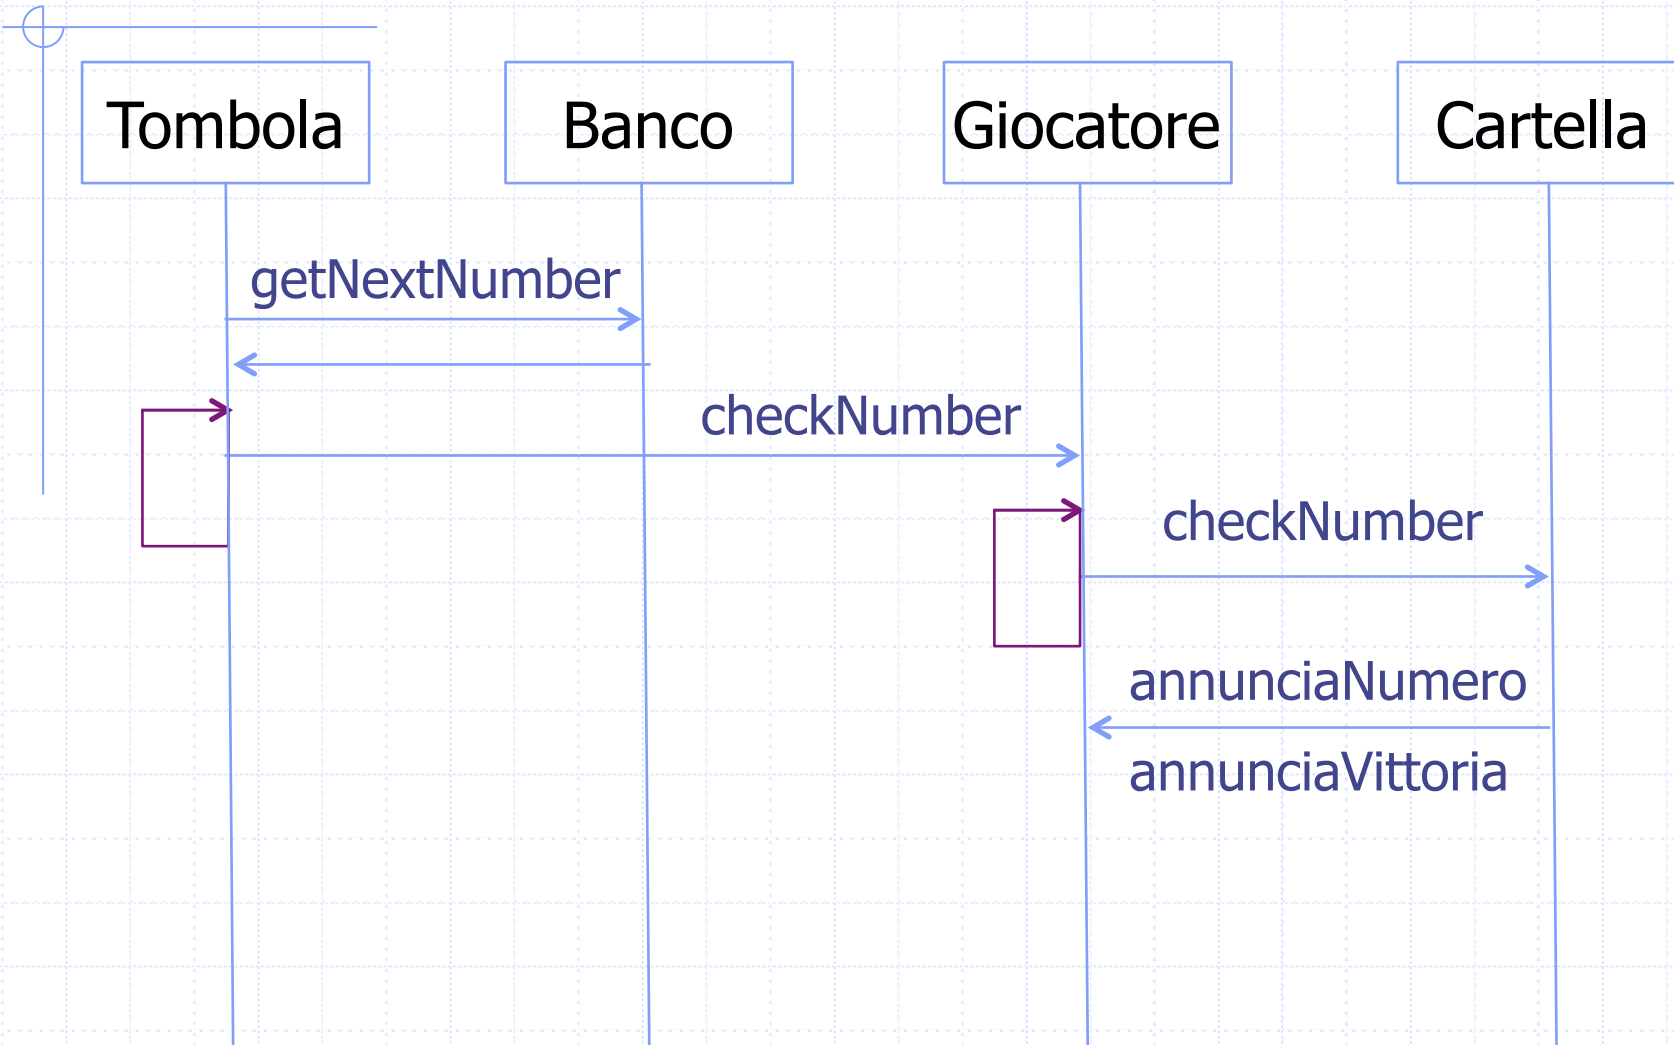 Tombola
Banco
Giocatore
Cartella
getNextNumber
checkNumber
checkNumber
annunciaNumero
annunciaVittoria